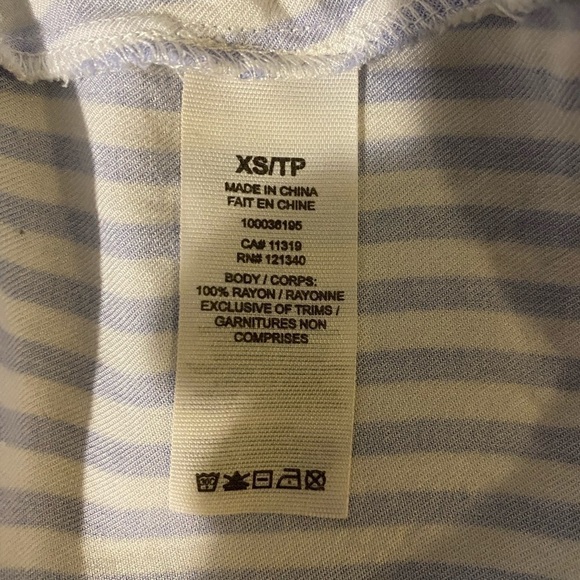 XS/TP
MADE IN CHINA
FAIT EN CHINE
100036195
CA# 11319
RN# 121340
BODY / CORPS:
100% RAYON / RAYONNE
EXCLUSIVE OF TRIMS /
GARNITURES NON
COMPRISES
30